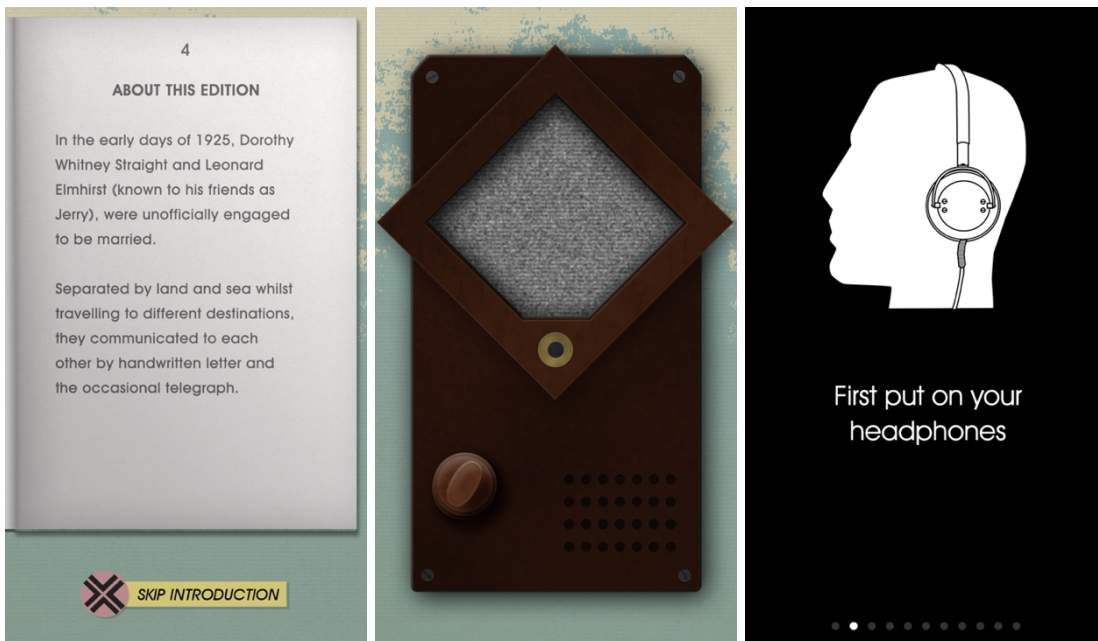 4
ABOUT THIS EDITION
In the early days of 1925, Dorothy
Whitney Straight and Leonard
Elmhirst (known to his friends as
Jerry), were unofficially engaged
to be married.
Separated by land and sea whilst
travelling to different destinations,
they communicated to each
other by handwritten letter and
the occasional telegraph.
SKIP INTRODUCTION
First put on your
headphones